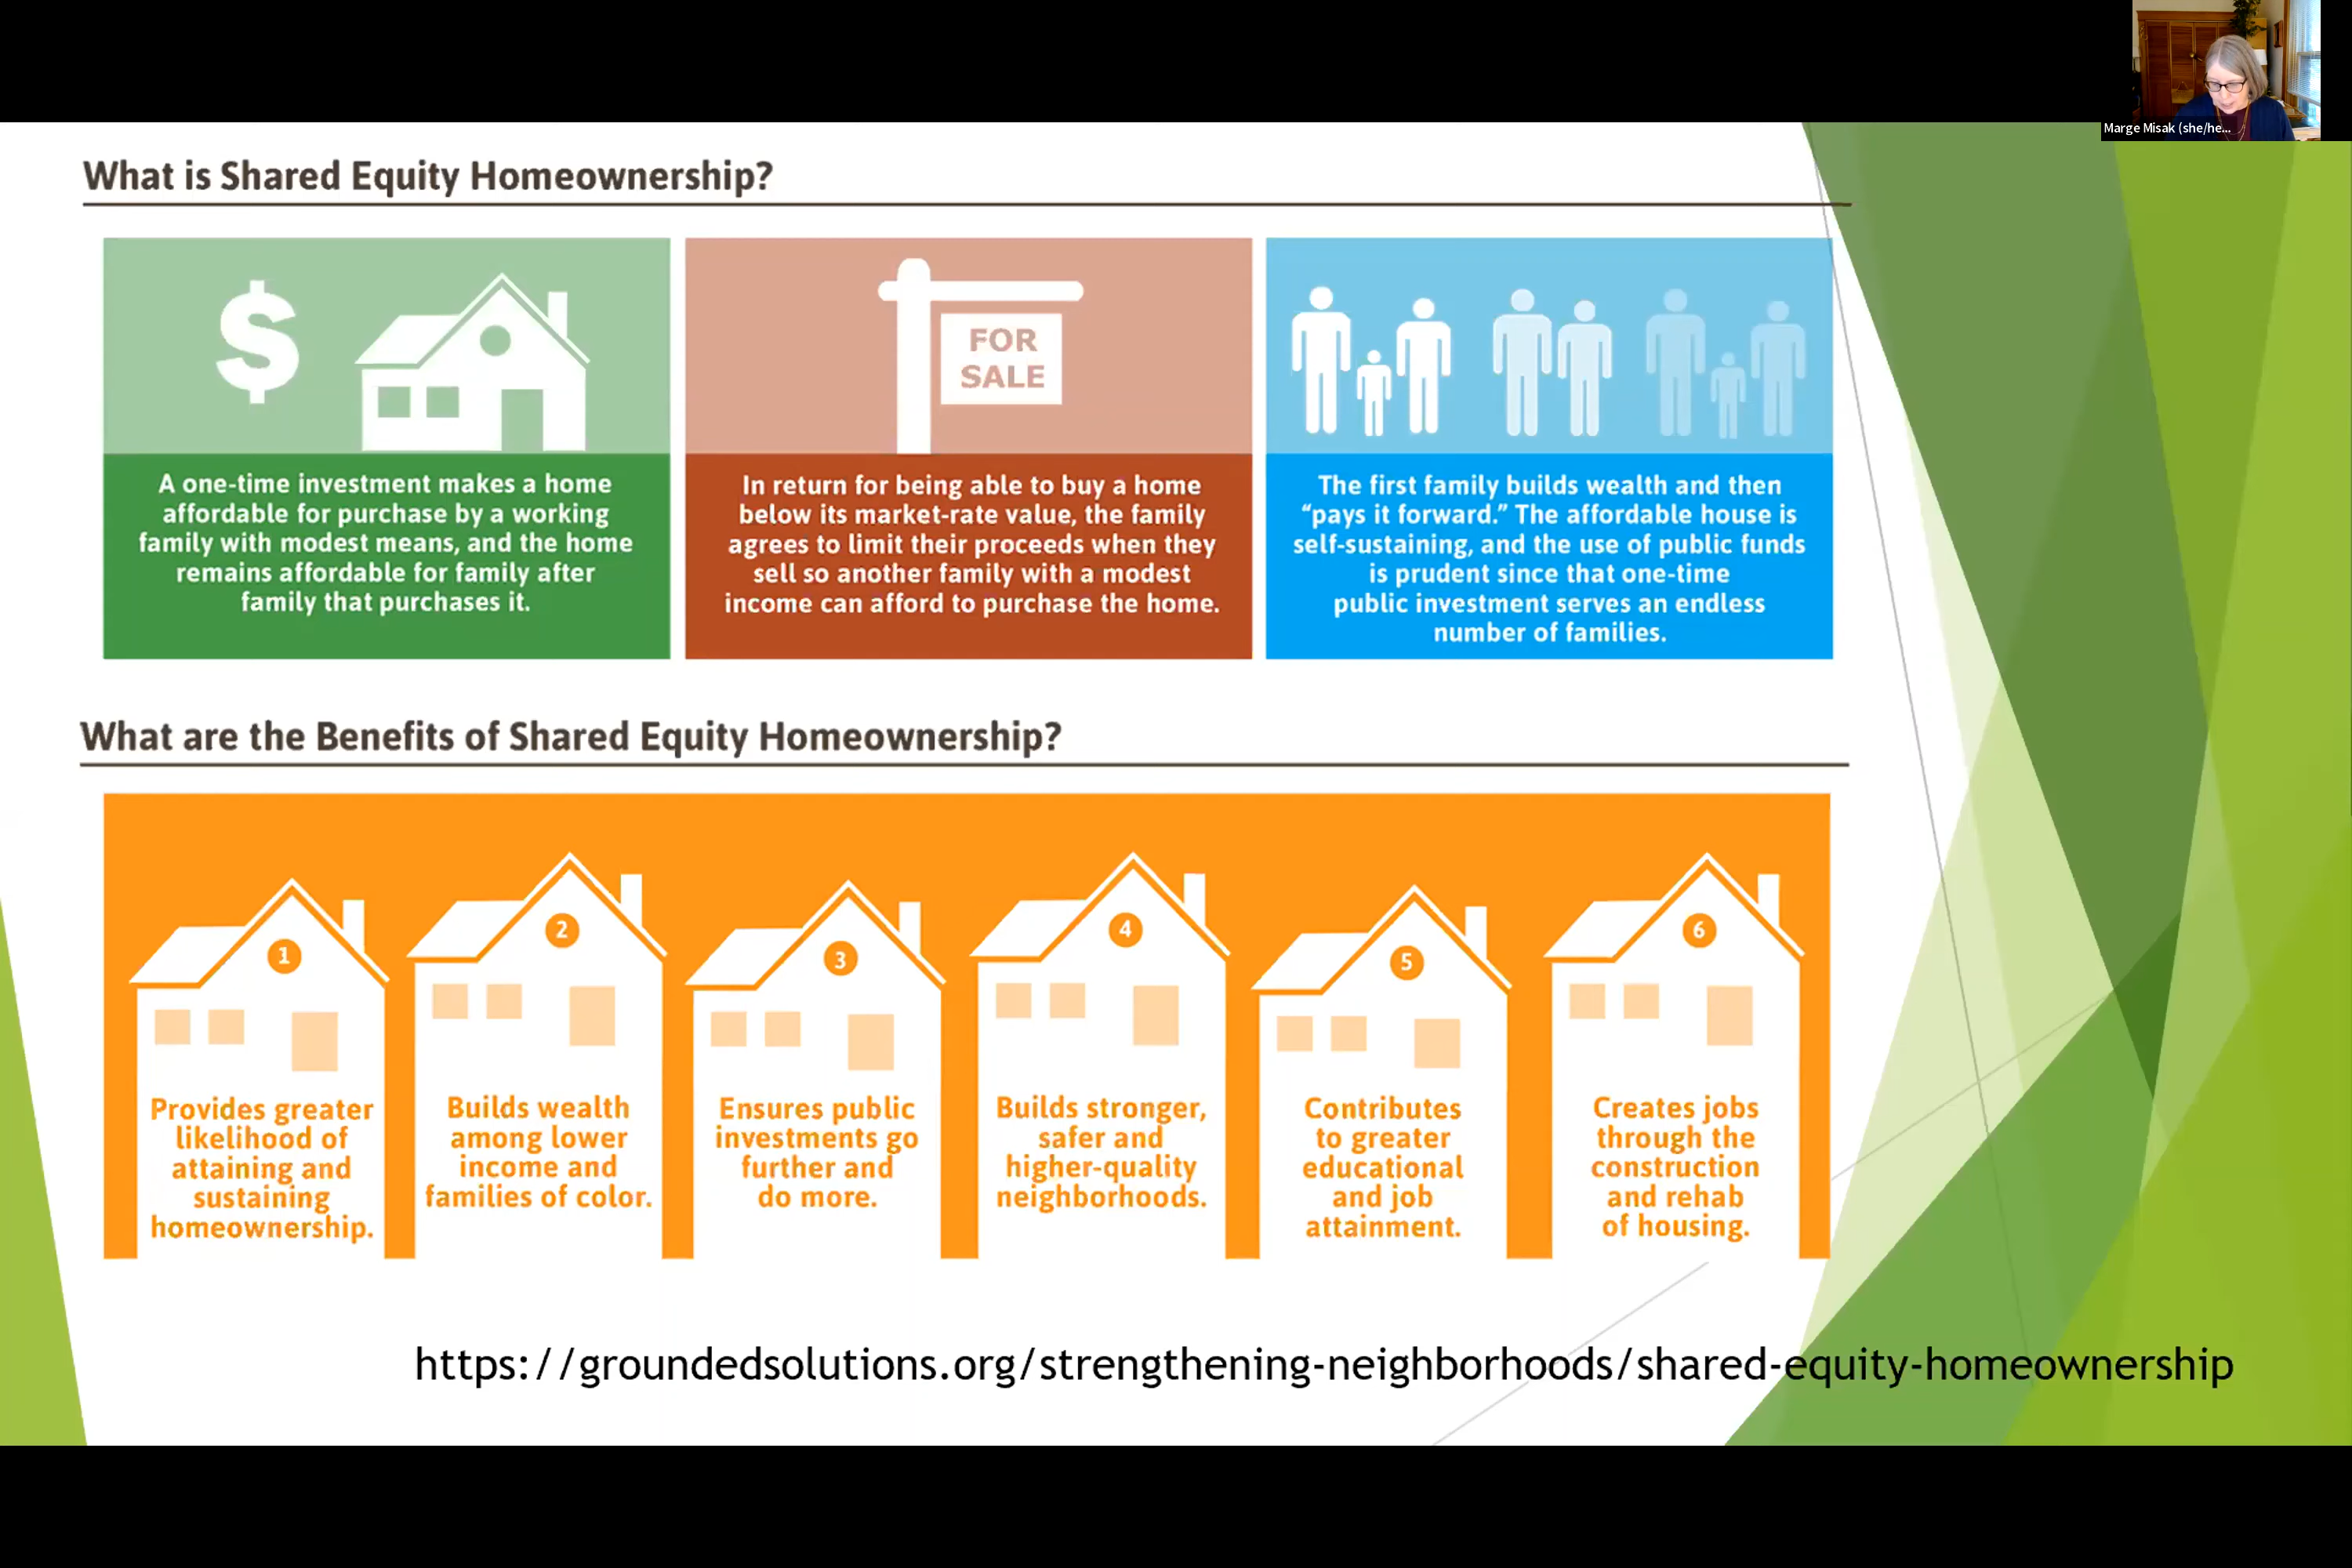 Marge Misak (she/he...
What is Shared Equity Homeownership?
$
FOR
SALE
A one-time investment makes a home
affordable for purchase by a working
family with modest means, and the home
remains affordable for family after
family that purchases it.
In return for being able to buy a home
below its market-rate value, the family
agrees to limit their proceeds when they
sell so another family with a modest
income can afford to purchase the home.
The first family builds wealth and then
“pays it forward.” The affordable house is
self-sustaining, and the use of public funds
is prudent since that one-time
public investment serves an endless
number of families.
What are the Benefits of Shared Equity Homeownership?
1
Provides greater
likelihood of
attaining and
sustaining
homeownership.
2
Builds wealth
among lower
income and
families of color.
3
Ensures public
investments go
further and
do more.
4
Builds stronger,
safer and
higher-quality
neighborhoods.
5
Contributes
to greater
educational
and job
attainment.
6
Creates jobs
through the
construction
and rehab
of housing.
https://groundedsolutions.org/strengthening-neighborhoods/shared-equity-homeownership